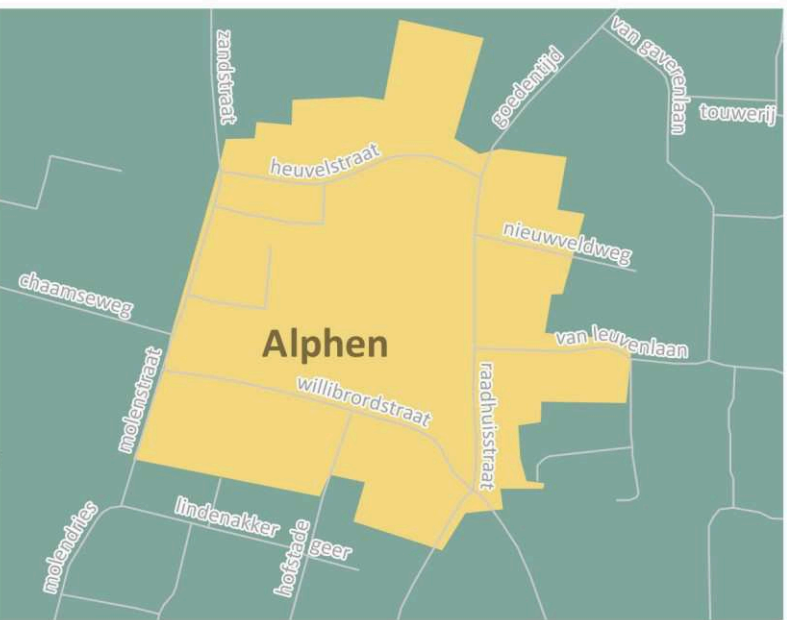 van gaverenlaan
zandstraat
goedentijd
touwerij
heuvelstraat
nieuwveldweg
chaamseweg
Alphen
van leuvenlaan
molenstraat
willibrordstraat
raadhuisstraat
lindenakker
molendries
hofstade
geer